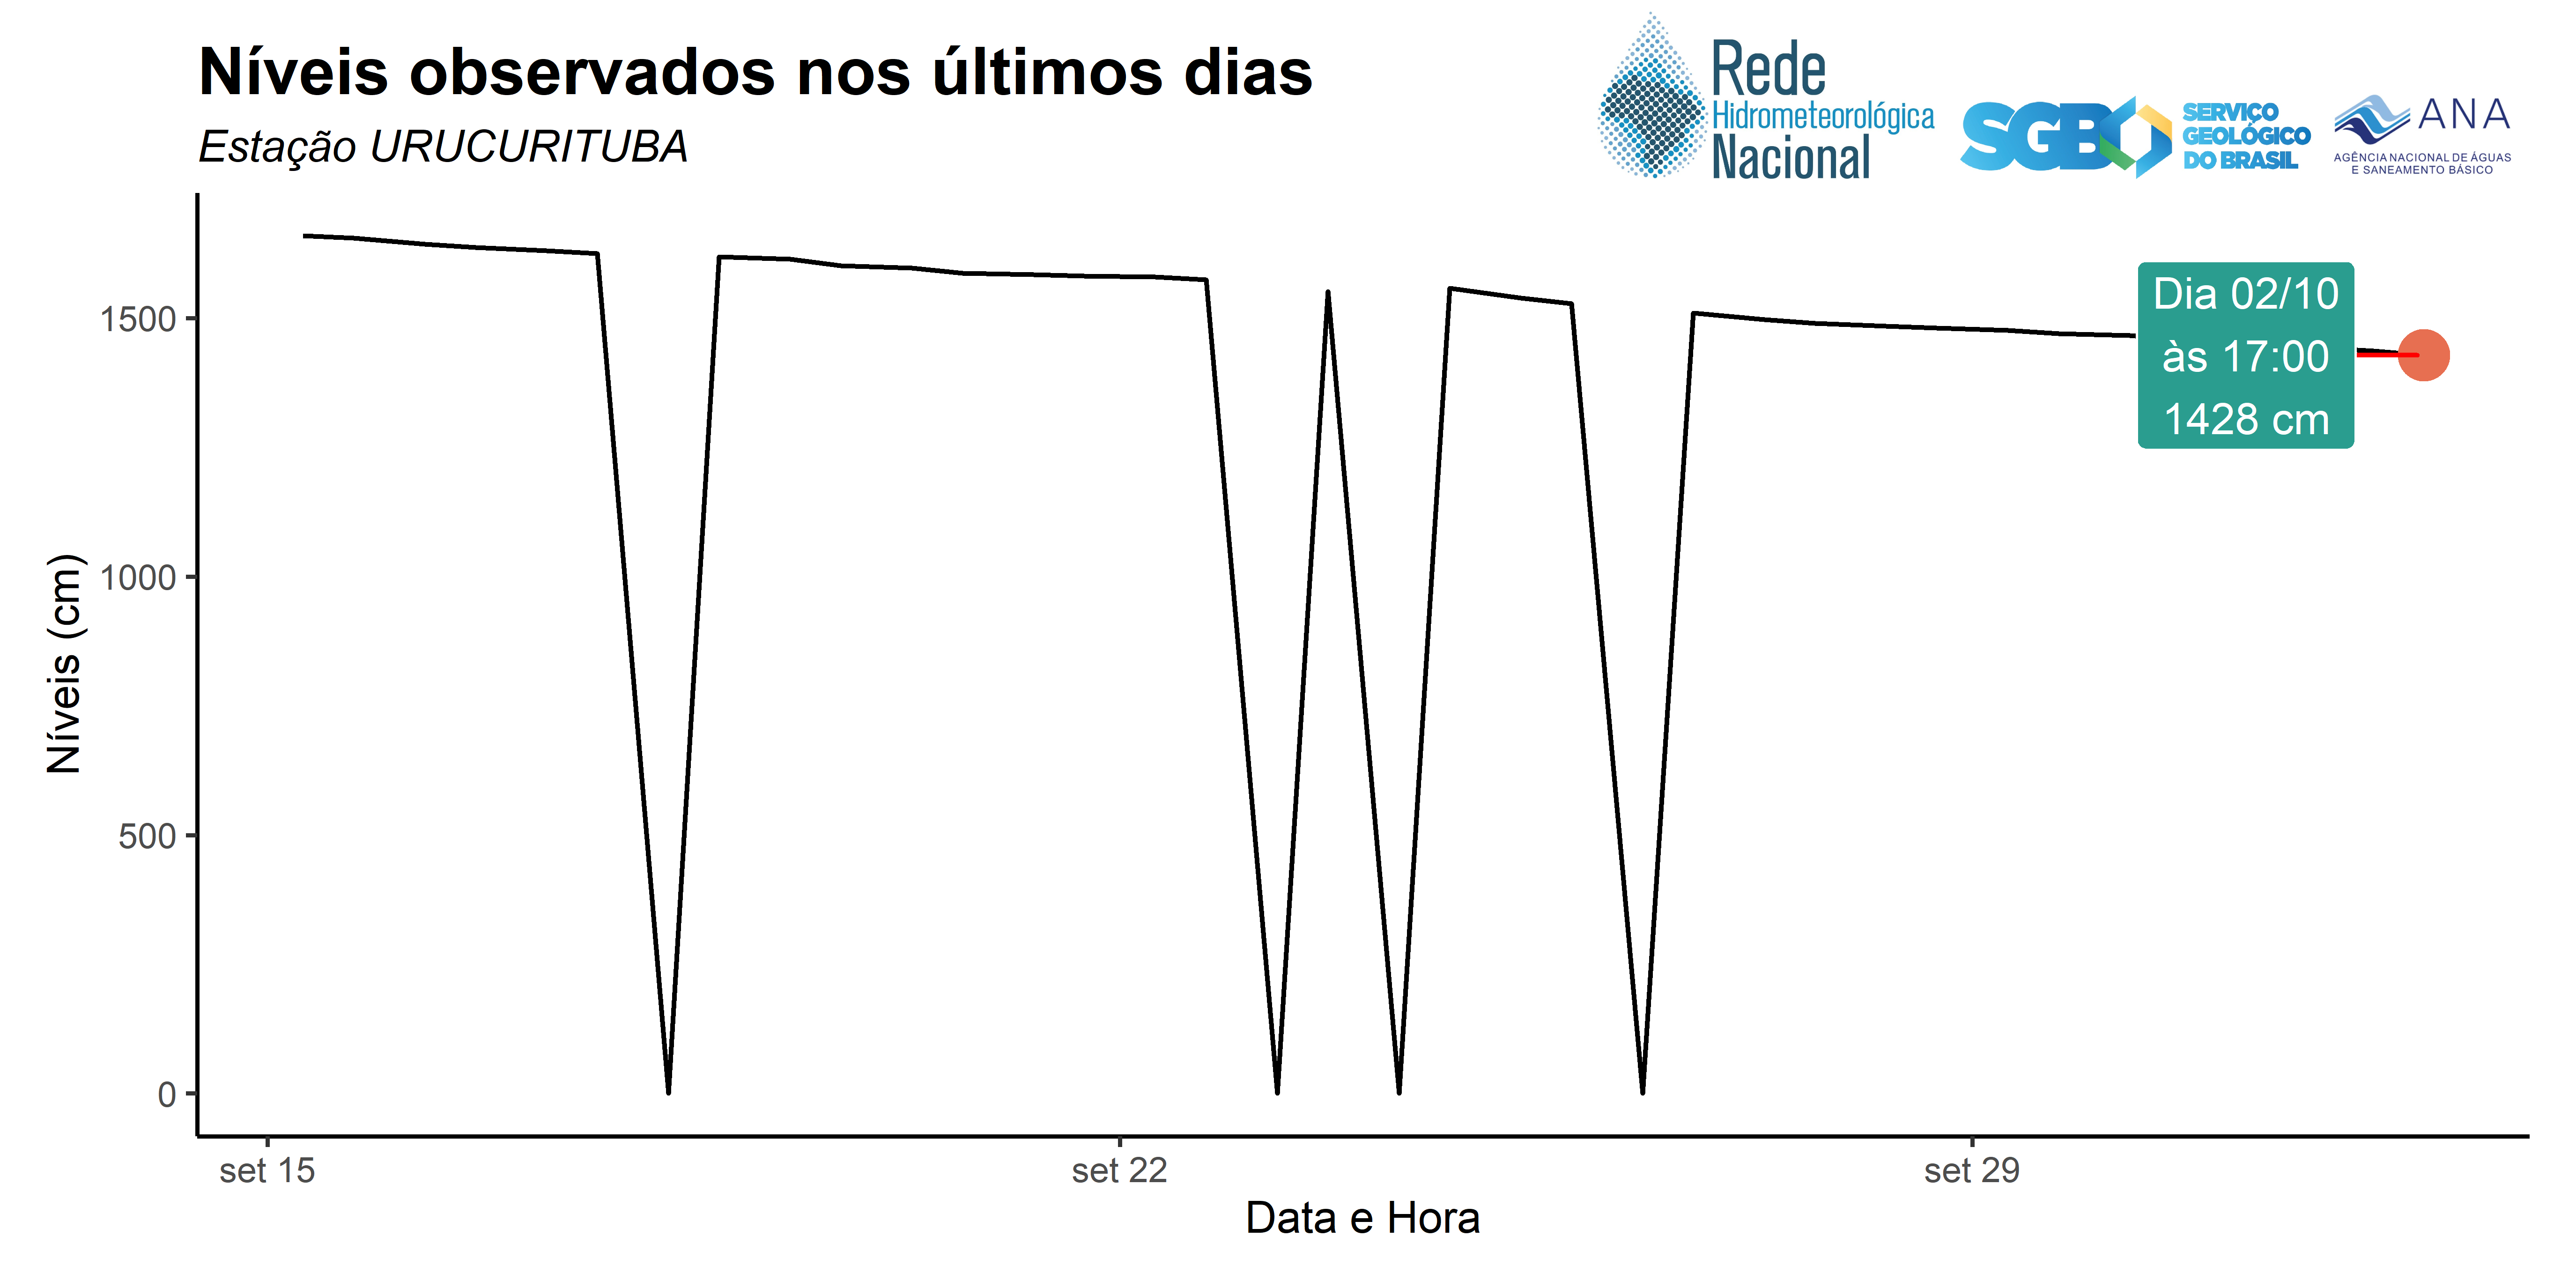 Níveis observados nos últimos dias
Estação URUCURITUBA
Rede
Hidrometeorológica
Nacional
SGB
SERVIÇO
GEOLÓGICO
DO BRASIL
ANA
AGÊNCIA NACIONAL DE ÁGUAS
E SANEAMENTO BÁSICO
Níveis (cm)
1500
1000
500
0
Dia 02/10
às 17:00
1428 cm
set 15
set 22
set 29
Data e Hora